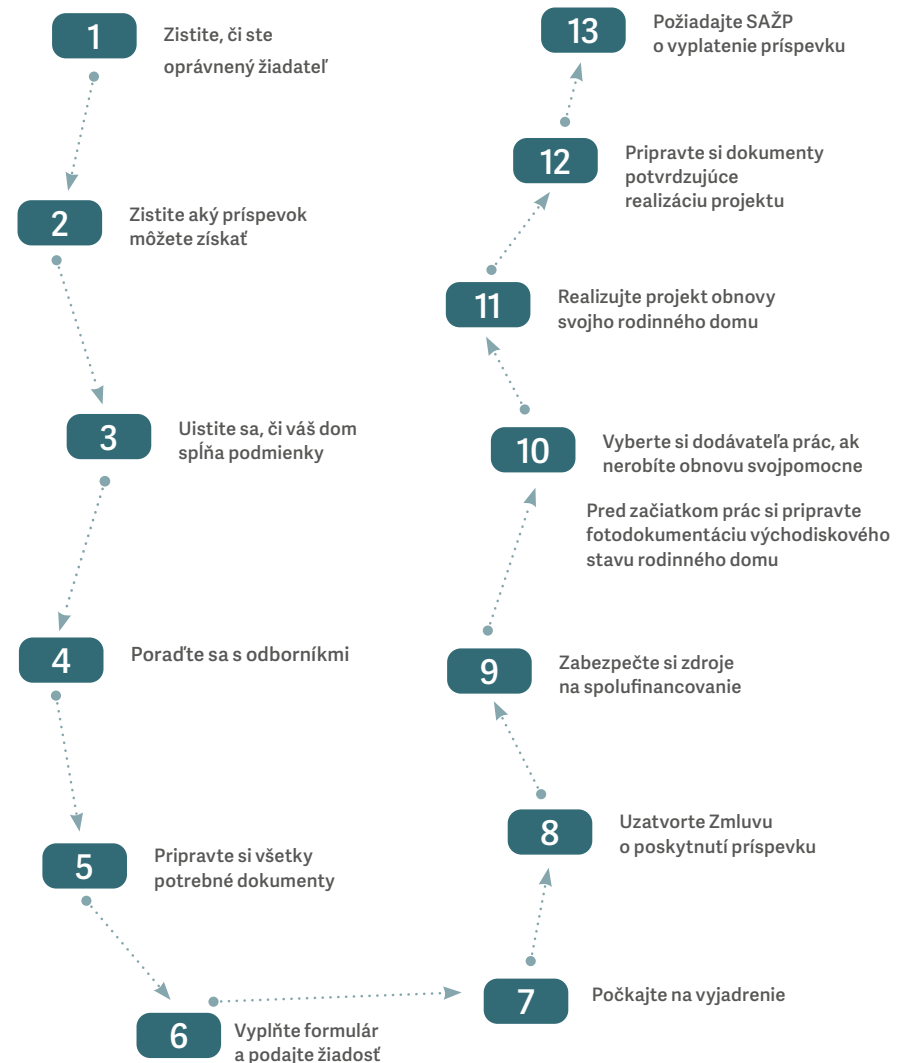 1
Zistite, či ste
oprávnený žiadateľ
2
Zistite aký príspevok
môžete získať
3
Uistite sa, či váš dom
spĺňa podmienky
4
Poraďte sa s odborníkmi
5
Pripravte si všetky
potrebné dokumenty
6
Vyplňte formulár
a podajte žiadosť
7
Počkajte na vyjadrenie
8
Uzatvorte Zmluvu
o poskytnutí príspevku
9
Zabezpečte si zdroje
na spolufinancovanie
10
Vyberte si dodávateľa prác, ak
nerobíte obnovu svojpomocne
Pred začiatkom prác si pripravte
fotodokumentáciu východiskového
stavu rodinného domu
11
Realizujte projekt obnovy
svojho rodinného domu
12
Pripravte si dokumenty
potvrdzujúce
realizáciu projektu
13
Požiadajte SAŽP
o vyplatenie príspevku